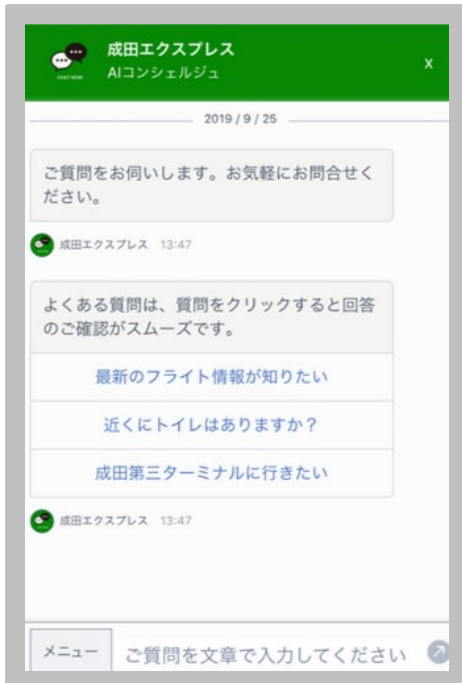 成田エクスプレス
AIコンシェルジュ
x
CHAT NOW
2019 / 9 / 25
ご質問をお伺いします。お気軽にお問合せく
ださい。
成田エクスプレス 13:47
よくある質問は、質問をクリックすると回答
のご確認がスムーズです。
最新のフライト情報が知りたい
近くにトイレはありますか?
成田第三ターミナルに行きたい
成田エクスプレス 13:47
メニュー
ご質問を文章で入力してください